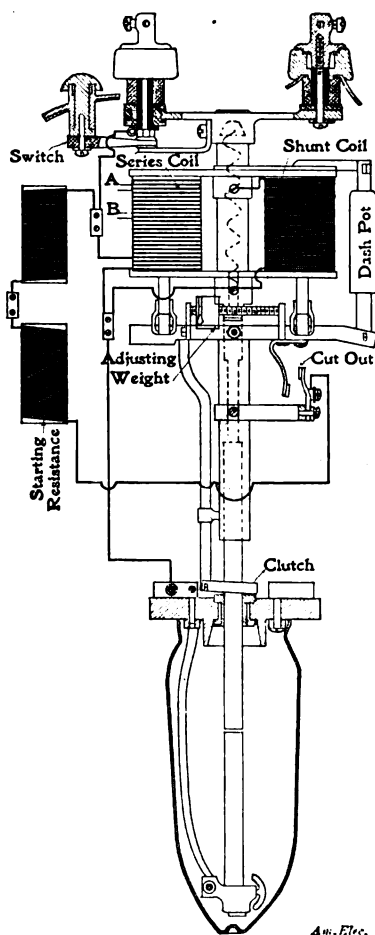 Switch
Series Coil
Shunt Coil
A
B
Dash Pot
Adjusting
Weight
Cut Out
Starting
Resistance
Clutch
Am. Elec.